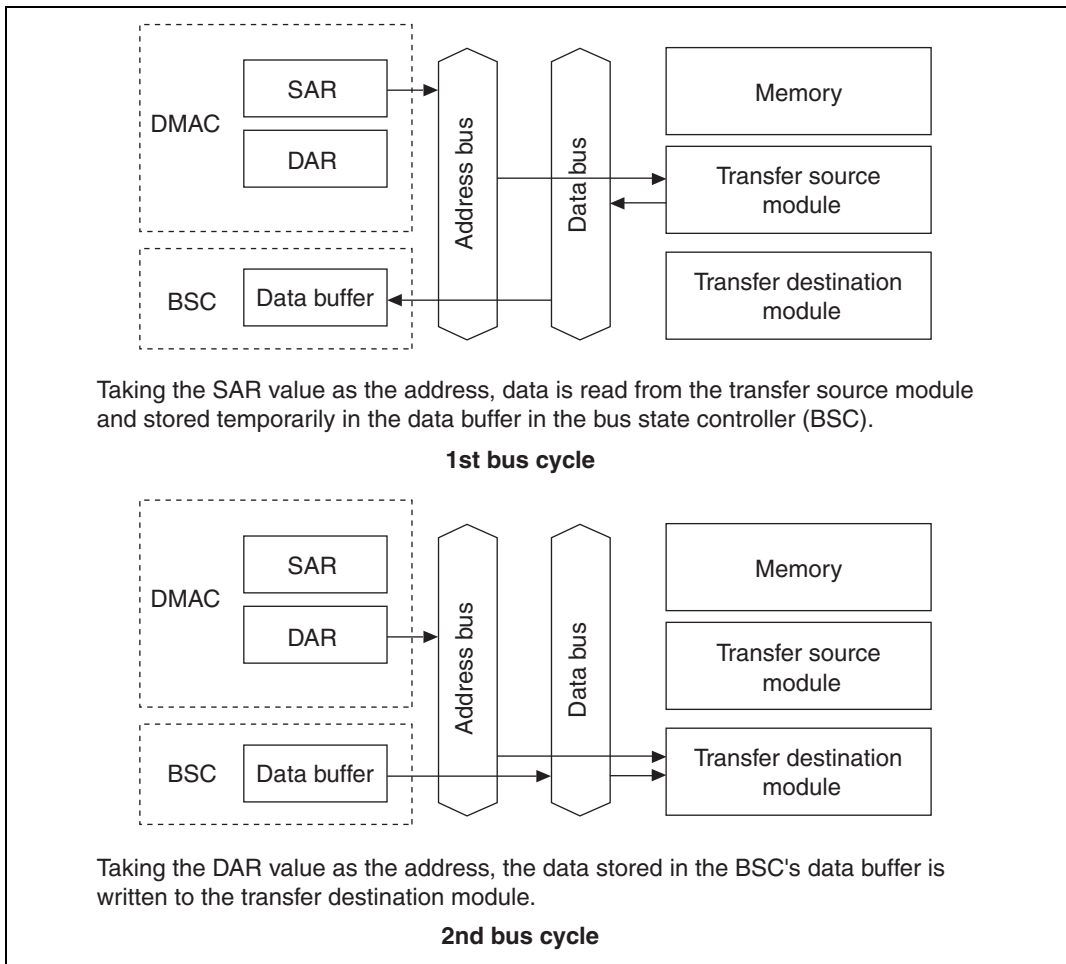 SAR
DMAC
DAR
Address bus
Data bus
Memory
Transfer source
module
BSC
Data buffer
Transfer destination
module
Taking the SAR value as the address, data is read from the transfer source module
and stored temporarily in the data buffer in the bus state controller (BSC).
1st bus cycle
SAR
DMAC
DAR
Address bus
Data bus
Memory
Transfer source
module
BSC
Data buffer
Transfer destination
module
Taking the DAR value as the address, the data stored in the BSC's data buffer is
written to the transfer destination module.
2nd bus cycle